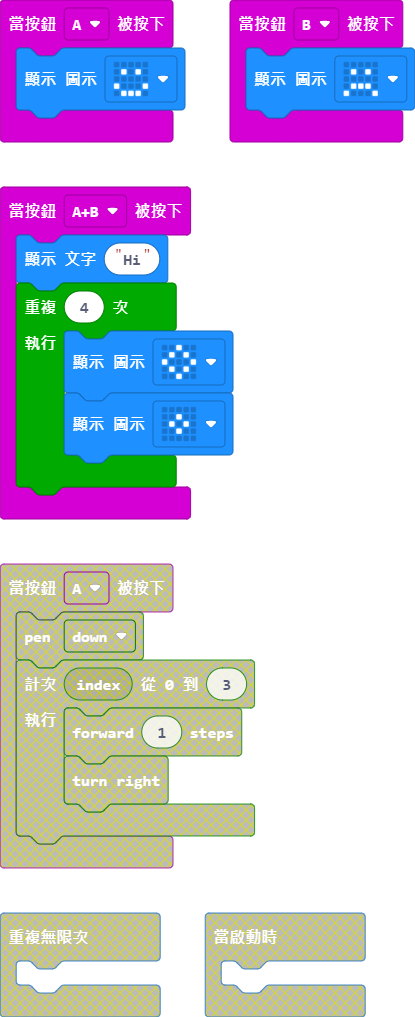 當按鈕 A 被按下
顯示 圖示
當按鈕 B 被按下
顯示 圖示
當按鈕 A+B 被按下
顯示 文字 "Hi"
重複 4 次
執行
顯示 圖示
顯示 圖示
當按鈕 A 被按下
pen down
計次 index 從 0 到 3
執行
forward 1 steps
turn right
重複無限次
當啟動時